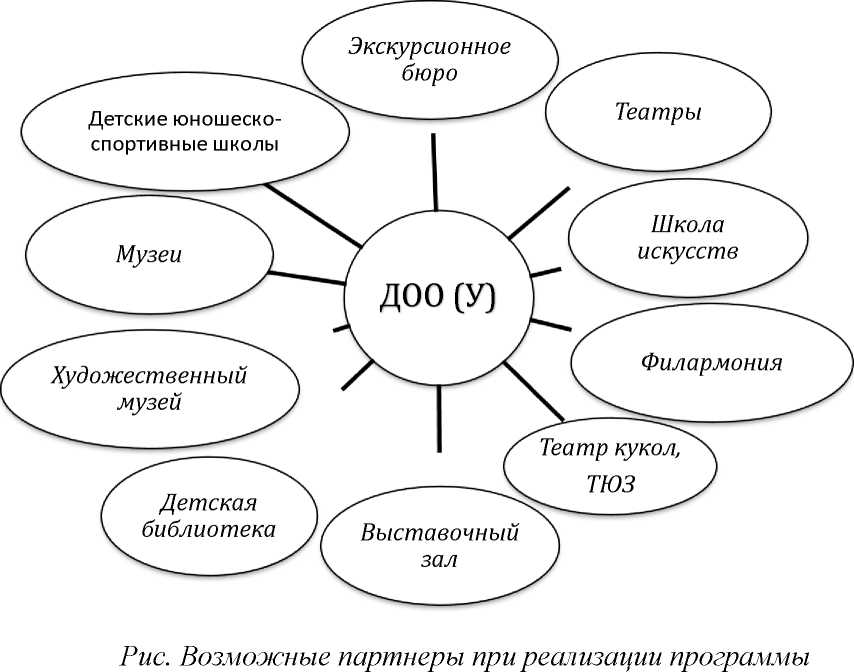 Экскурсионное
бюро
Театры
Детские юношеско-
спортивные школы
Школа
искусств
Музеи
ДОО (У)
Филармония
Художественный
музей
Театр кукол,
ТЮЗ
Детская
библиотека
Выставочный
зал
Рис. Возможные партнеры при реализации программы